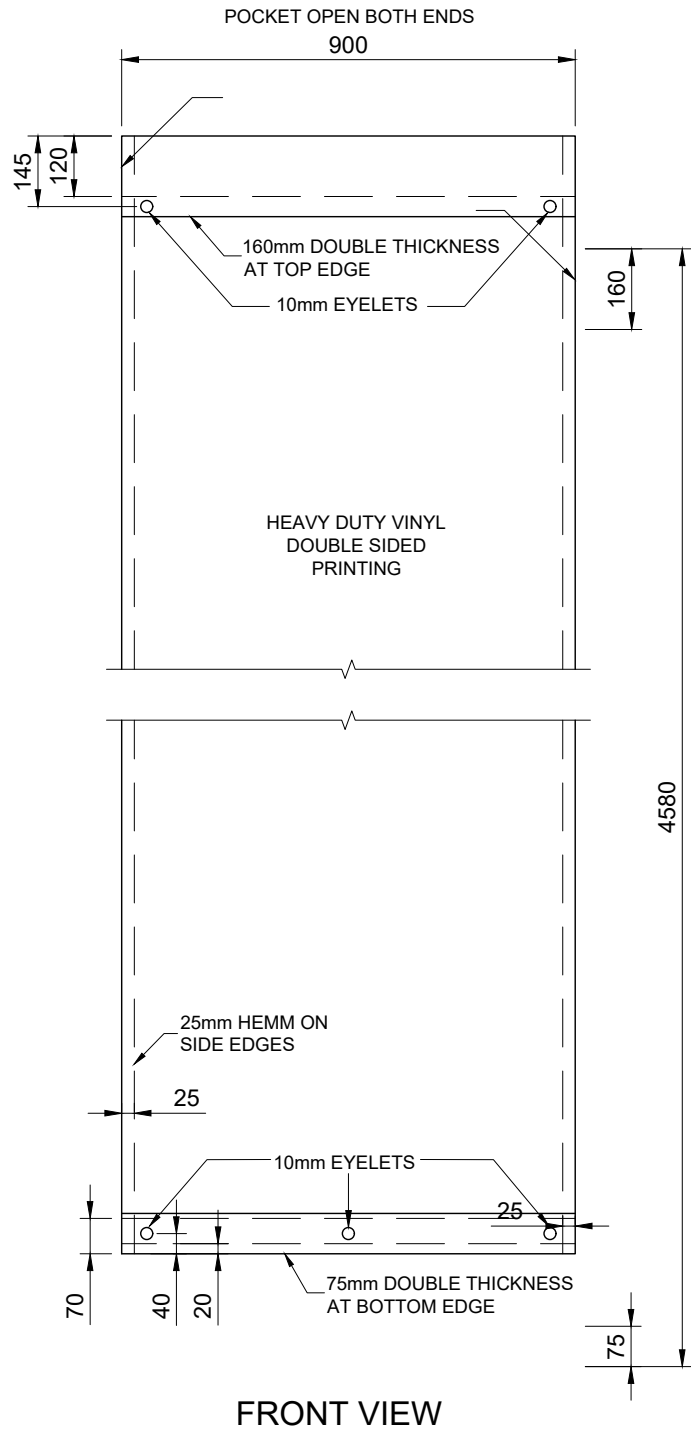 POCKET OPEN BOTH ENDS
900
145
120
160mm DOUBLE THICKNESS
AT TOP EDGE
160
10mm EYELETS
HEAVY DUTY VINYL
DOUBLE SIDED
PRINTING
4580
25mm HEMM ON
SIDE EDGES
25
10mm EYELETS
25
70
40
20
75mm DOUBLE THICKNESS
AT BOTTOM EDGE
75
FRONT VIEW